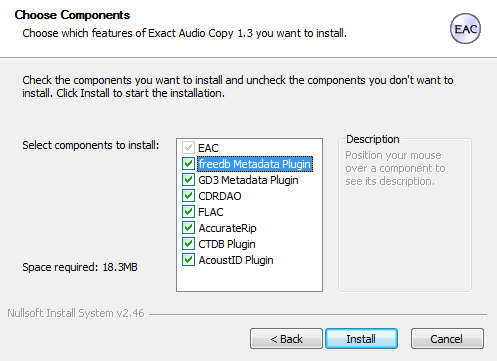 Choose Components
Choose which features of Exact Audio Copy 1.3 you want to install.
EAC
Check the components you want to install and uncheck the components you don't want to
install. Click Install to start the installation.
Select components to install:
EAC
freedb Metadata Plugin
GD3 Metadata Plugin
CDRDAO
FLAC
AccurateRip
CTDB Plugin
AcoustID Plugin
Description
Position your mouse
over a component to
see its description.
Space required: 18.3MB
Nullsoft Install System v2.46
< Back
Install
Cancel